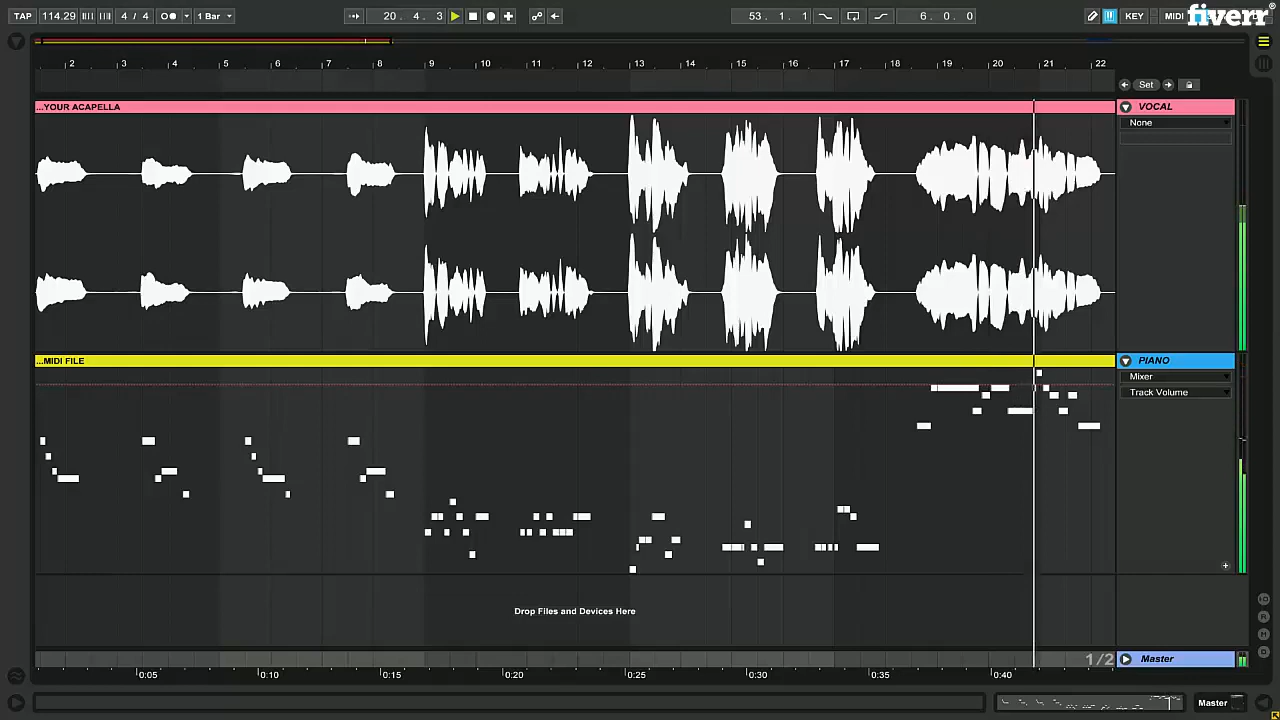 TAP 114.29 4 / 4 1 Bar 20. 4. 3 53. 1. 1 6. 0. 0 KEY MIDI
fiverr®
2 3 4 5 6 7 8 9 10 11 12 13 14 15 16 17 19 20 21 22
Set
...YOUR ACAPELLA VOCAL
None
...MIDI FILE PIANO
Mixer
Track Volume
Drop Files and Devices Here
1/2 Master
0:05 0:10 0:15 0:20 0:25 0:30 0:35 0:40
Master